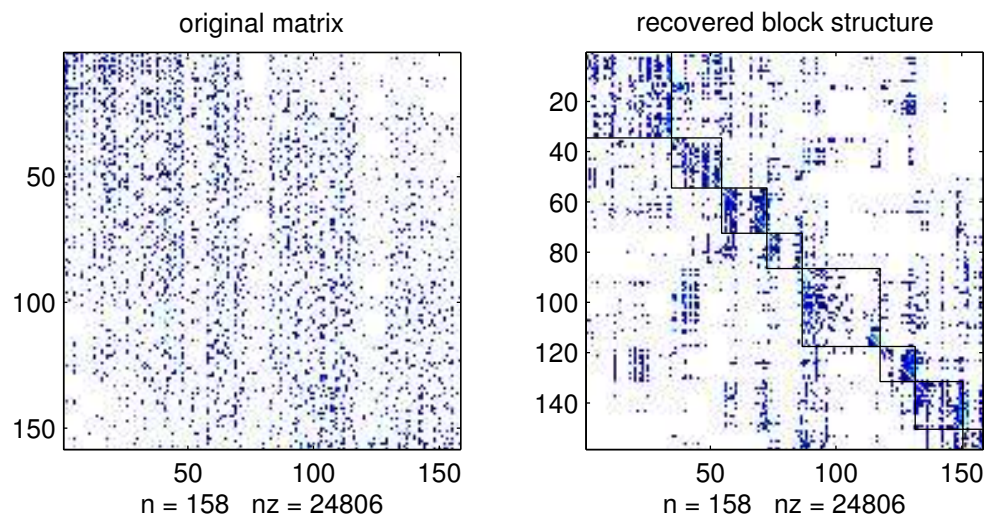 original matrix
50
100
150
50 100 150
n = 158 nz = 24806
recovered block structure
20
40
60
80
100
120
140
50 100 150
n = 158 nz = 24806